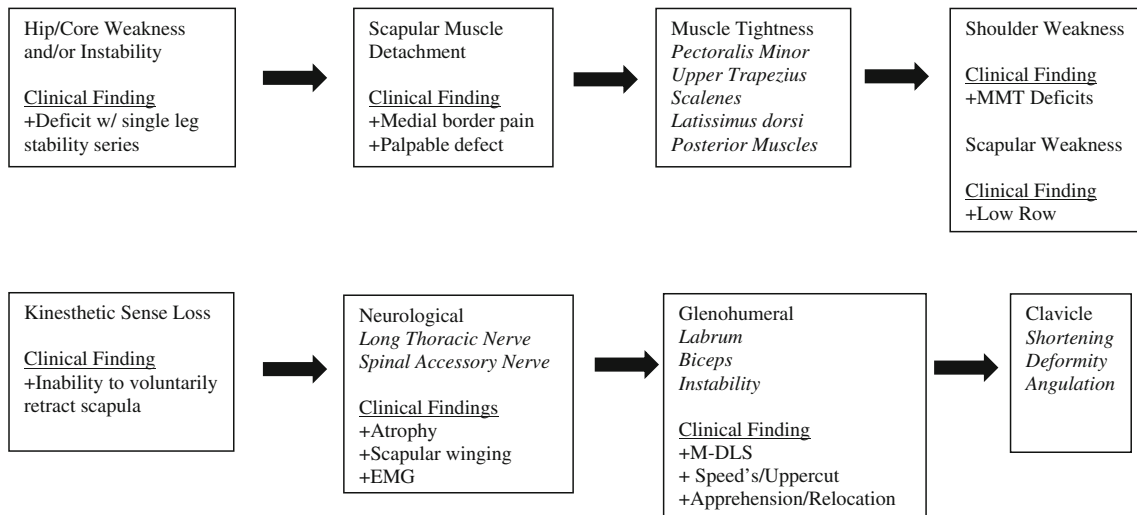 Hip/Core Weakness
and/or Instability
Clinical Finding
+Deficit w/ single leg
stability series
Scapular Muscle
Detachment
Clinical Finding
+Medial border pain
+Palpable defect
Muscle Tightness
Pectoralis Minor
Upper Trapezius
Scalenes
Latissimus dorsi
Posterior Muscles
Shoulder Weakness
Clinical Finding
+MMT Deficits
Scapular Weakness
Clinical Finding
+Low Row
Kinesthetic Sense Loss
Clinical Finding
+Inability to voluntarily
retract scapula
Neurological
Long Thoracic Nerve
Spinal Accessory Nerve
Clinical Findings
+Atrophy
+Scapular winging
+EMG
Glenohumeral
Labrum
Biceps
Instability
Clinical Finding
+M-DLS
+ Speed's/Uppercut
+Apprehension/Relocation
Clavicle
Shortening
Deformity
Angulation